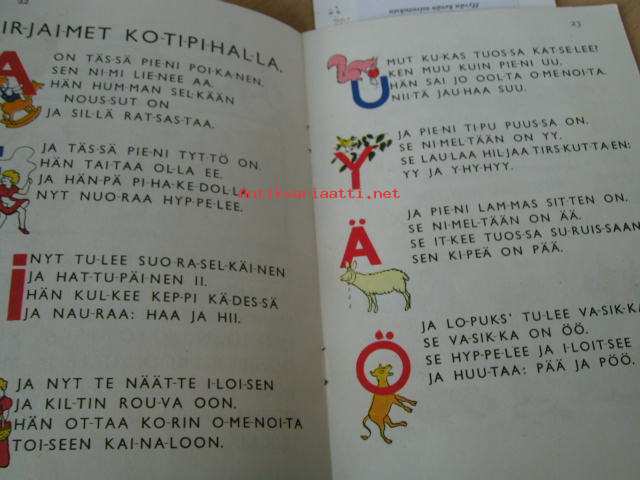 22
IR-JAI-MET KO-TI-PI-HAL-LA.
A
ON TÄS-SÄ PIE-NI POI-KA-NEN.
SEN NI-MI LIE-NEE AA.
HÄN HUM-MAN SEL-KÄÄN
NOUS-SUT ON
JA SIL-LÄ RAT-SAS-TAA.
JA TÄS-SÄ PIE-NI TYT-TÖ ON.
HÄN TAI-TAA OLLA EE.
JA HÄN-PÄ PI-HA-KE-DOLL
NYT NUO-RAA HYP-PE-LEE.
I
NYT TU-LEE SUO-RA-SEL-KÄI-NEN
JA HAT-TU-PÄI-NEN II.
HÄN KUL-KEE KEP-PI KÄ-DES-SÄ
JA NAU-RAA: HAA JA HII.
JA NYT TE NÄÄT-TE I-LOI-SEN
JA KIL-TIN ROU-VA OON.
HÄN OT-TAA KO-RIN O-ME-NOI-TA
TOI-SEEN KAI-NA-LOON.
Hyvän kesän toivotuksin
23
U
MUT KU-KAS TUOS-SA KAT-SE-LEE!
KEN MUU KUIN PIE-NI UU.
HÄN SAI JO OOL-TA O-ME-NOI-TA.
NII-TÄ JAU-HAA SUU.
Y
JA PIE-NI TI-PU PUUS-SA ON.
SE NI-MEL-TÄÄN ON YY.
SE LAU-LAA HIL-JAA TIRS-KUT-TA-EN:
YY JA Y-HY-HYY.
Antikvariaatti.net
Ä
JA PIE-NI LAM-MAS SIT-TEN ON.
SE NI-MEL-TÄÄN ON ÄÄ.
SE IT-KEE TUOS-SA SU-RUIS-SAAN
SEN KI-PEÄ ON PÄÄ.
Ö
JA LO-PUKS' TU-LEE VA-SIK-KA
SE VA-SIK-KA ON ÖÖ.
SE HYP-PE-LEE JA I-LOIT-SEE
JA HUU-TAA: PÄÄ JA PÖÖ.